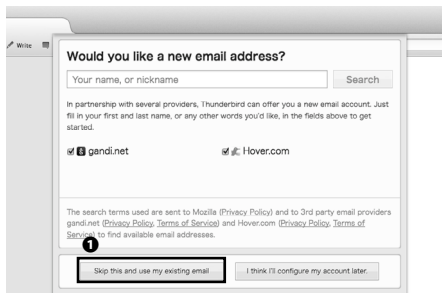 Write
Would you like a new email address?
Your name, or nickname
Search
In partnership with several providers, Thunderbird can offer you a new email account. Just
fill in your first and last name, or any other words you'd like, in the fields above to get
started.
gandi.net
Hover.com
The search terms used are sent to Mozilla (Privacy Policy) and to 3rd party email providers
gandi.net (Privacy Policy, Terms of Service) and Hover.com (Privacy Policy, Terms of
Service) to find available email addresses.
1
Skip this and use my existing email
I think I'll configure my account later.